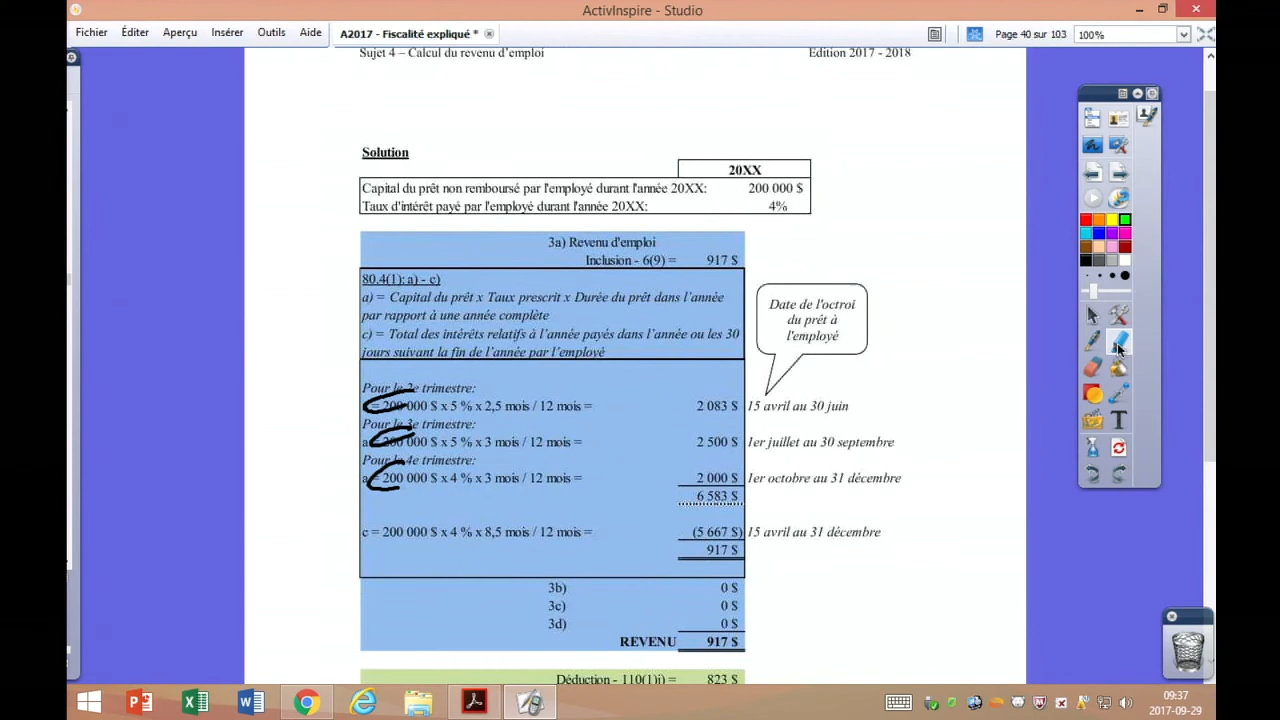 ActivInspire - Studio
Fichier Éditer Aperçu Insérer Outils Aide A2017 - Fiscalité expliqué * Page 40 sur 103 100%
Sujet 4 – Calcul du revenu d'emploi Edition 2017 - 2018
Solution
20XX
Capital du prêt non remboursé par l'employé durant l'année 20XX: 200 000 $
Taux d'intérêt payé par l'employé durant l'année 20XX: 4%
3a) Revenu d'emploi
Inclusion - 6(9) = 917 $
80.4(1): a) - c)
a) = Capital du prêt x Taux prescrit x Durée du prêt dans l'année
par rapport à une année complète
c) = Total des intérêts relatifs à l'année payés dans l'année ou les 30
jours suivant la fin de l'année par l'employé
Date de l'octroi
du prêt à
l'employé
Pour le 2e trimestre:
= 200 000 $ x 5 % x 2,5 mois / 12 mois = 2 083 $ 15 avril au 30 juin
Pour le 3e trimestre:
a = 200 000 $ x 5 % x 3 mois / 12 mois = 2 500 $ 1er juillet au 30 septembre
Pour le 4e trimestre:
a = 200 000 $ x 4 % x 3 mois / 12 mois = 2 000 $ 1er octobre au 31 décembre
6 583 $
c = 200 000 $ x 4 % x 8,5 mois / 12 mois = (5 667 $) 15 avril au 31 décembre
917 $
3b) 0 $
3c) 0 $
3d) 0 $
REVENU 917 $
Déduction - 110(1)j) = 823 $
09:37
2017-09-29